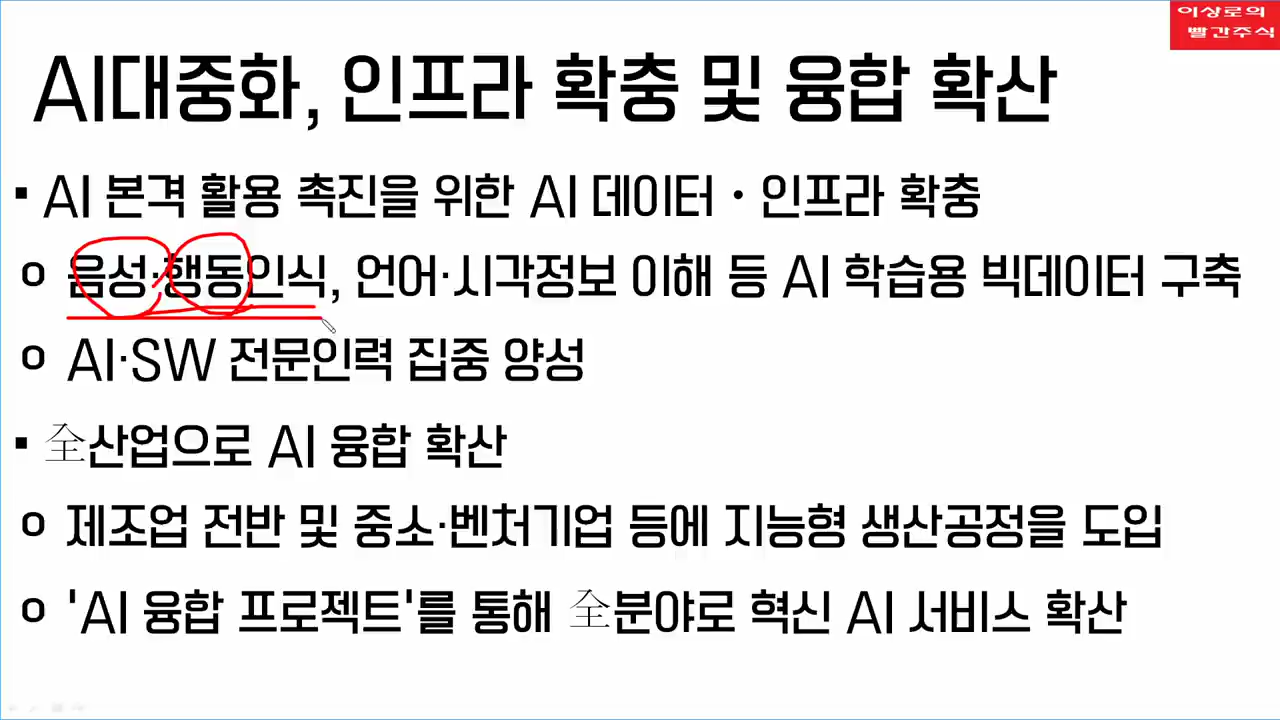 이상로의
빨간주식
AI대중화, 인프라 확충 및 융합 확산
▪ AI 본격 활용 촉진을 위한 AI 데이터・인프라 확충
o 음성·행동인식, 언어·시각정보 이해 등 AI 학습용 빅데이터 구축
o AI·SW 전문인력 집중 양성
▪ 全산업으로 AI 융합 확산
o 제조업 전반 및 중소·벤처기업 등에 지능형 생산공정을 도입
o 'AI 융합 프로젝트'를 통해 全분야로 혁신 AI 서비스 확산